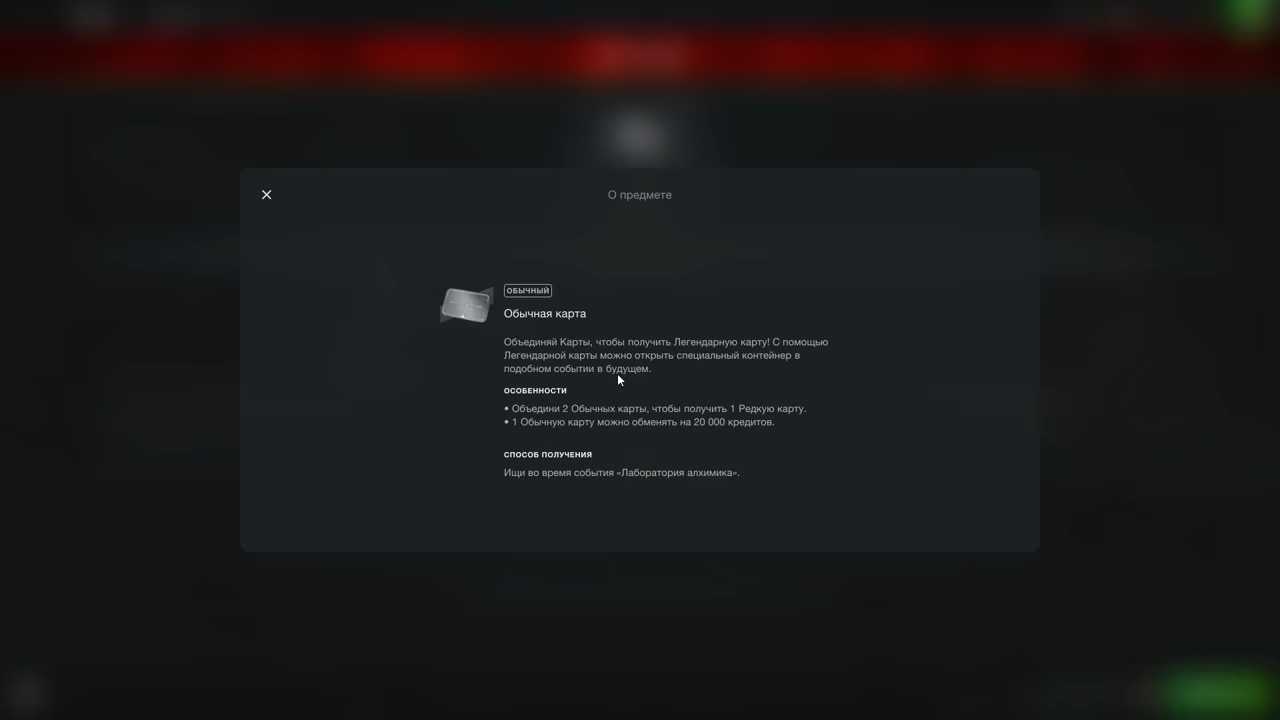 О предмете
ОБЫЧНЫЙ
Обычная карта
Объединяй Карты, чтобы получить Легендарную карту! С помощью
Легендарной карты можно открыть специальный контейнер в
подобном событии в будущем.
ОСОБЕННОСТИ
• Объедини 2 Обычных карты, чтобы получить 1 Редкую карту.
• 1 Обычную карту можно обменять на 20 000 кредитов.
СПОСОБ ПОЛУЧЕНИЯ
Ищи во время события «Лаборатория алхимика».